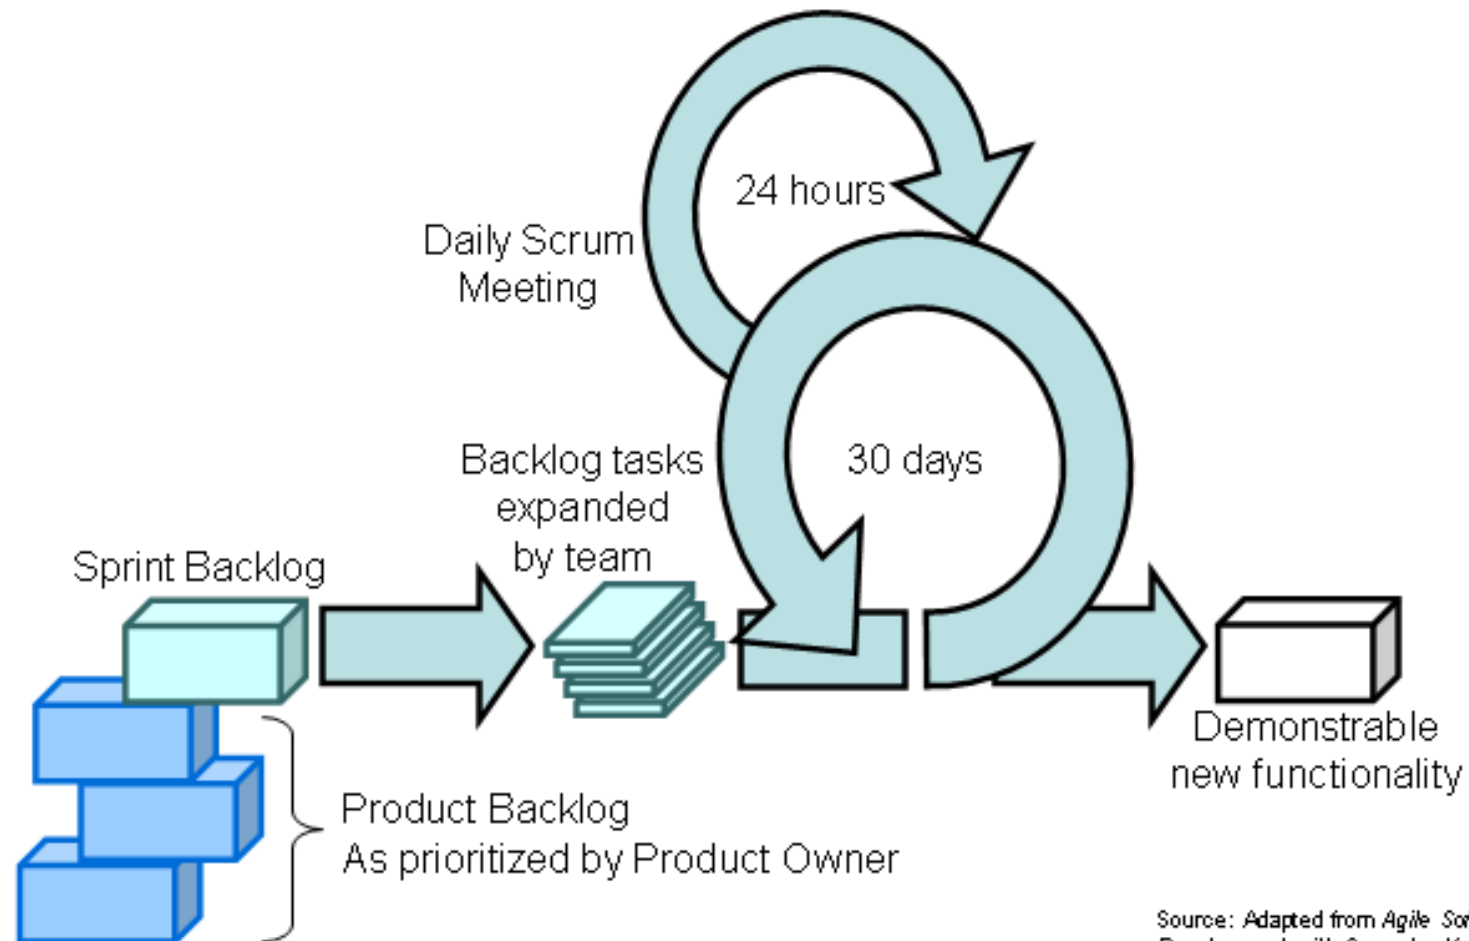 24 hours
Daily Scrum
Meeting
Backlog tasks
expanded
by team
30 days
Sprint Backlog
Demonstrable
new functionality
Product Backlog
As prioritized by Product Owner
Source: Adapted from Agile